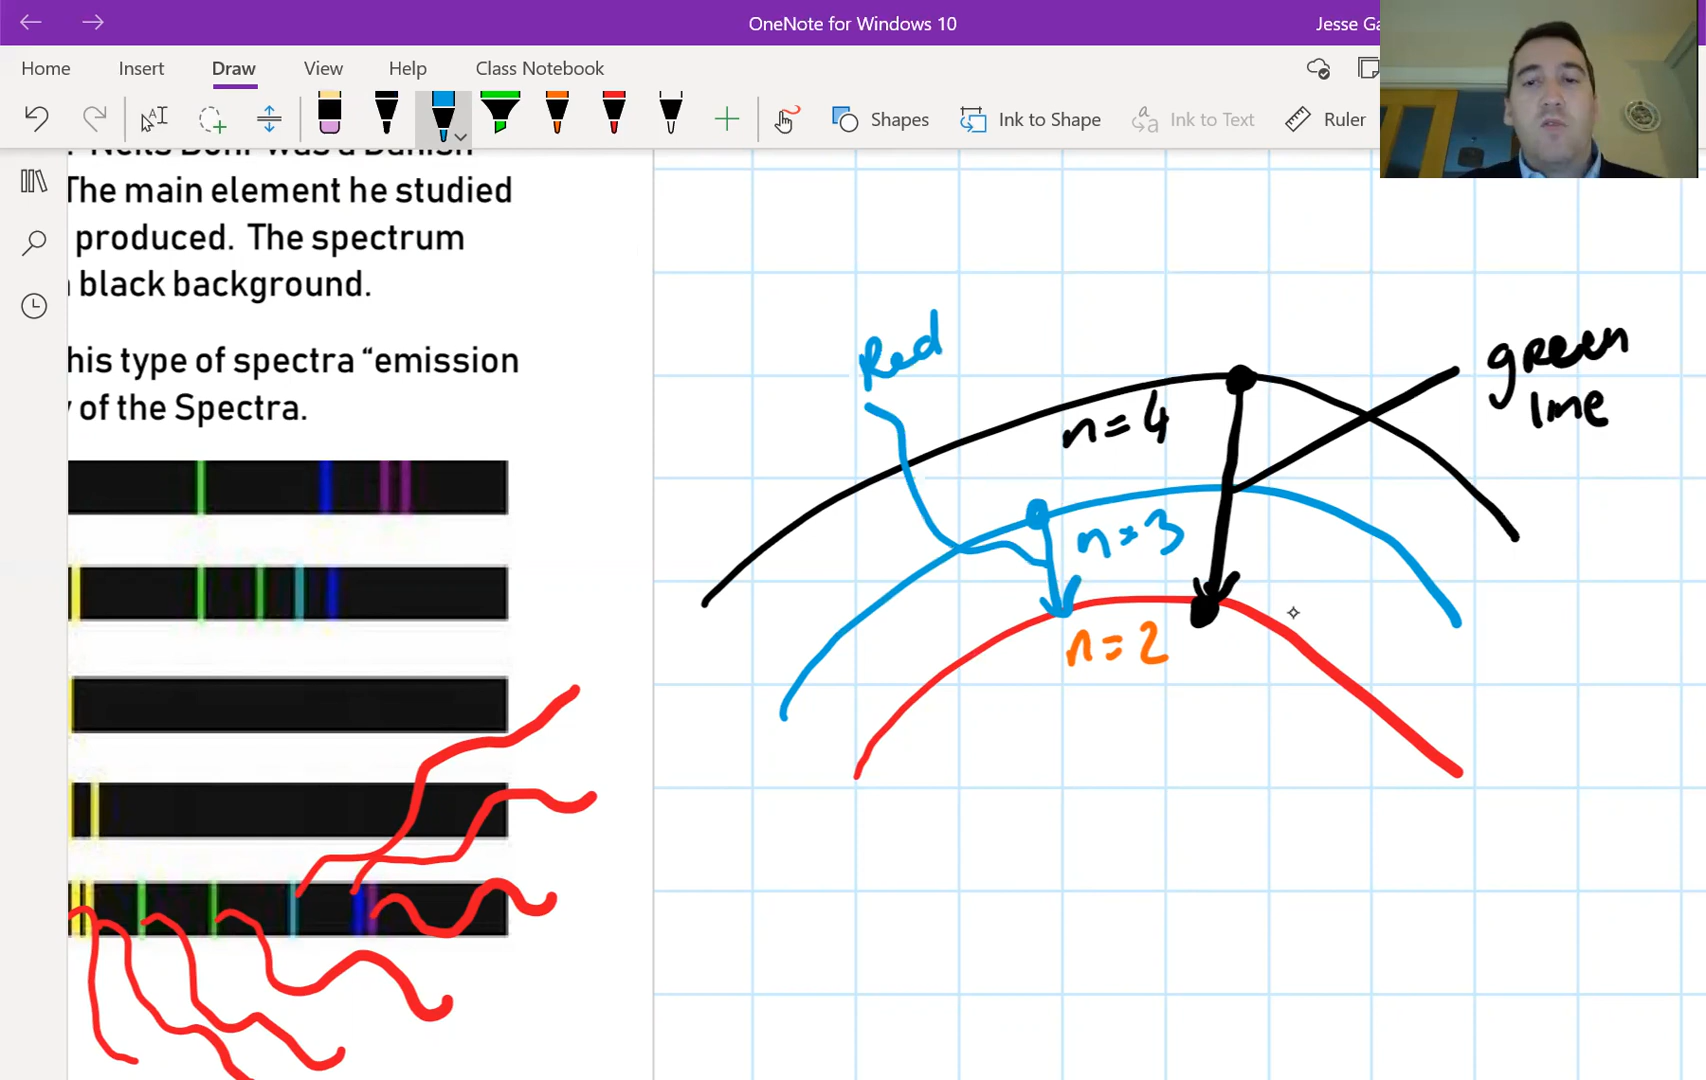 OneNote for Windows 10
Jesse Ga
Home Insert Draw View Help Class Notebook
Shapes Ink to Shape Ink to Text Ruler
The main element he studied
produced. The spectrum
black background.
his type of spectra “emission
of the Spectra.
Red
green
line
n=4
n=3
n=2